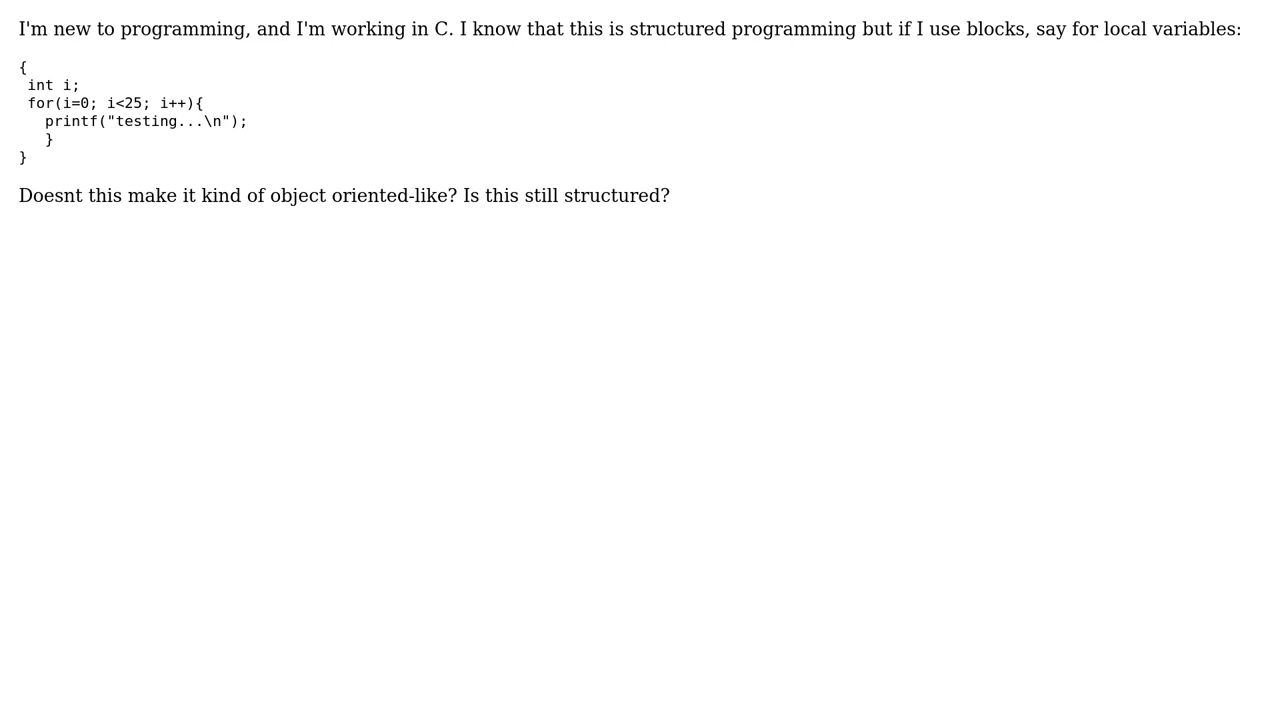 I'm new to programming, and I'm working in C. I know that this is structured programming but if I use blocks, say for local variables:
{
 int i;
 for(i=0; i<25; i++){
   printf("testing...\n");
   }
}
Doesnt this make it kind of object oriented-like? Is this still structured?